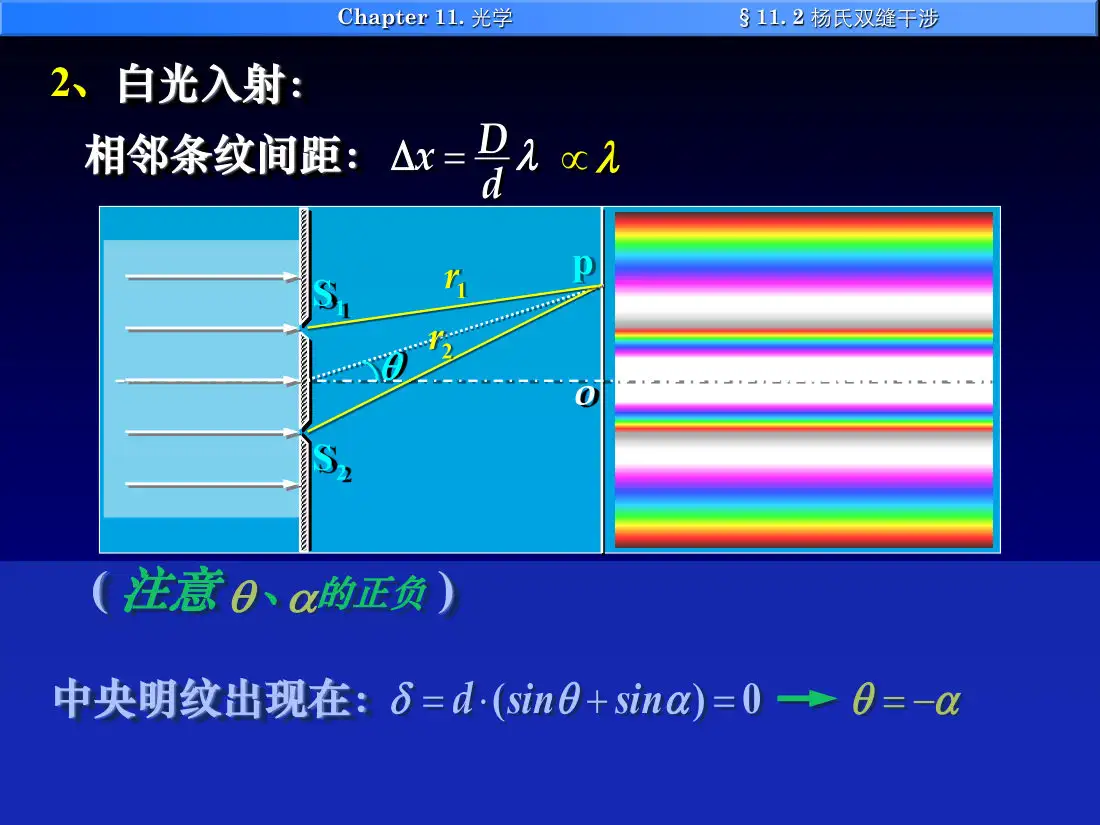 Chapter 11. 光学 § 11. 2 杨氏双缝干涉
2、白光入射：
相邻条纹间距： Δx = D/d λ ∝ λ
S₁
r₁
p
r₂
θ
o
S₂
( 注意 θ、α的正负 )
中央明纹出现在： δ = d·(sinθ + sinα) = 0 → θ = −α